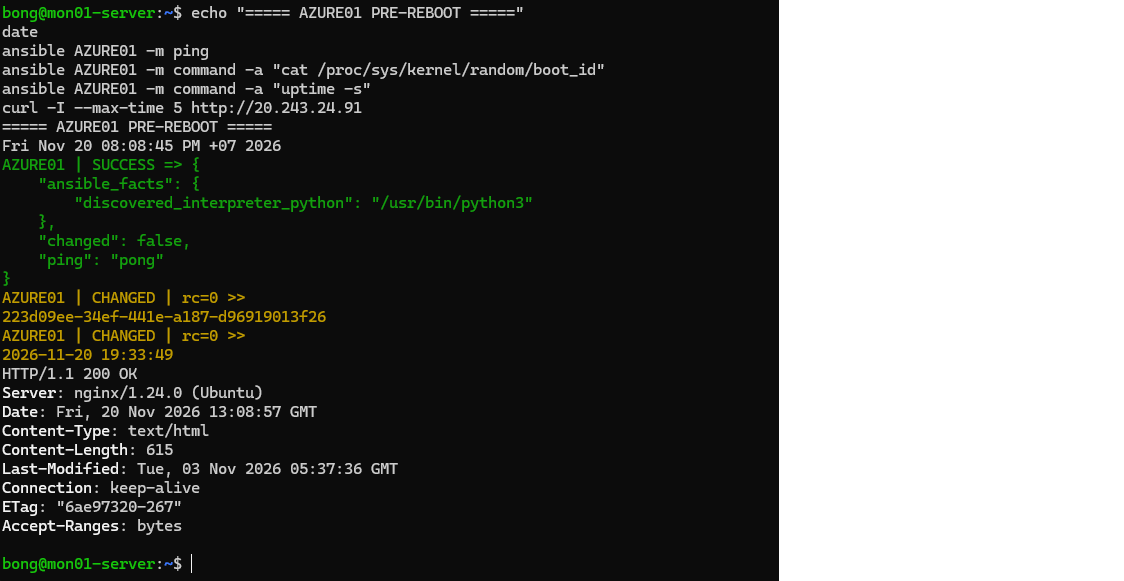 bong@mon01-server:~$ echo "===== AZURE01 PRE-REBOOT ====="
date
ansible AZURE01 -m ping
ansible AZURE01 -m command -a "cat /proc/sys/kernel/random/boot_id"
ansible AZURE01 -m command -a "uptime -s"
curl -I --max-time 5 http://20.243.24.91
===== AZURE01 PRE-REBOOT =====
Fri Nov 20 08:08:45 PM +07 2026
AZURE01 | SUCCESS => {
    "ansible_facts": {
        "discovered_interpreter_python": "/usr/bin/python3"
    },
    "changed": false,
    "ping": "pong"
}
AZURE01 | CHANGED | rc=0 >>
223d09ee-34ef-441e-a187-d96919013f26
AZURE01 | CHANGED | rc=0 >>
2026-11-20 19:33:49
HTTP/1.1 200 OK
Server: nginx/1.24.0 (Ubuntu)
Date: Fri, 20 Nov 2026 13:08:57 GMT
Content-Type: text/html
Content-Length: 615
Last-Modified: Tue, 03 Nov 2026 05:37:36 GMT
Connection: keep-alive
ETag: "6ae97320-267"
Accept-Ranges: bytes

bong@mon01-server:~$